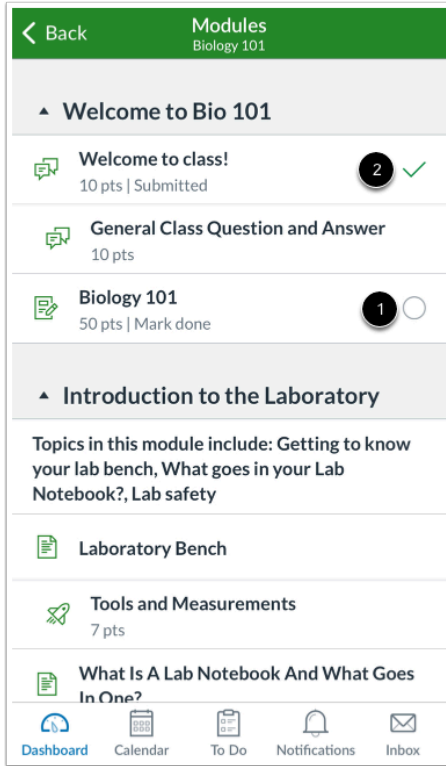 Back
Modules
Biology 101
Welcome to Bio 101
Welcome to class!
10 pts | Submitted
2
General Class Question and Answer
10 pts
Biology 101
50 pts | Mark done
1
Introduction to the Laboratory
Topics in this module include: Getting to know
your lab bench, What goes in your Lab
Notebook?, Lab safety
Laboratory Bench
Tools and Measurements
7 pts
What Is A Lab Notebook And What Goes
In One?
Dashboard Calendar To Do Notifications Inbox